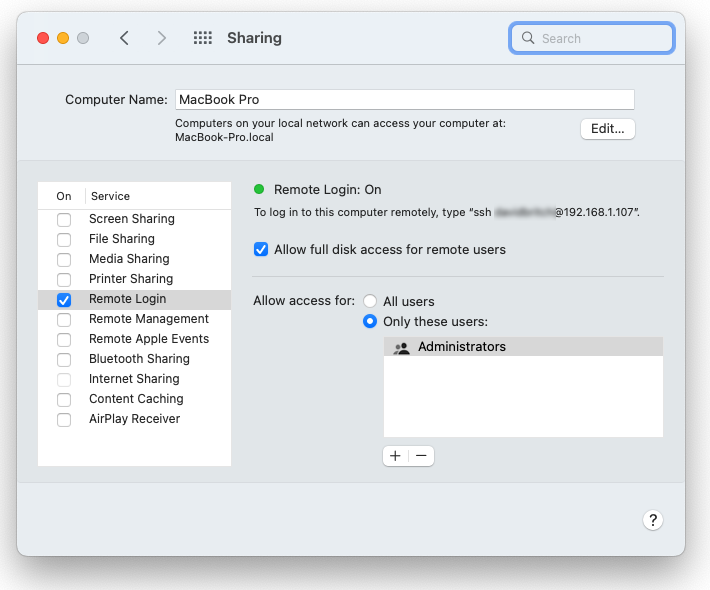 Sharing
Search
Computer Name: MacBook Pro
Computers on your local network can access your computer at:
MacBook-Pro.local
Edit...
On Service
Screen Sharing
File Sharing
Media Sharing
Printer Sharing
Remote Login
Remote Management
Remote Apple Events
Bluetooth Sharing
Internet Sharing
Content Caching
AirPlay Receiver
Remote Login: On
To log in to this computer remotely, type “ssh @192.168.1.107”.
Allow full disk access for remote users
Allow access for: All users
Only these users:
Administrators
+ −
?